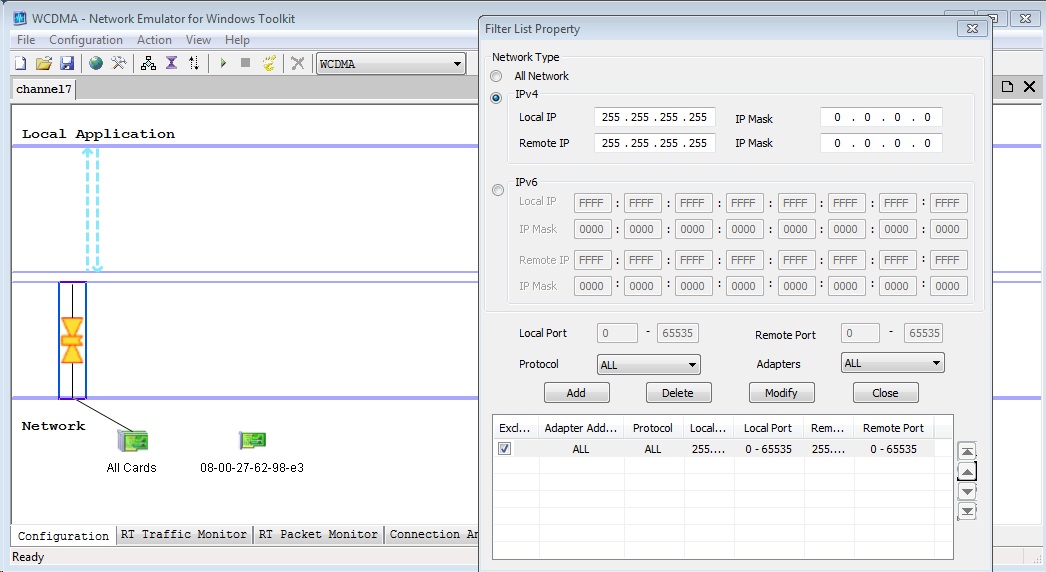 WCDMA - Network Emulator for Windows Toolkit
File Configuration Action View Help
WCDMA
channel7
Local Application
Network
All Cards
08-00-27-62-98-e3
Configuration RT Traffic Monitor RT Packet Monitor Connection An
Ready
Filter List Property
Network Type
All Network
IPv4
Local IP 255 . 255 . 255 . 255 IP Mask 0 . 0 . 0 . 0
Remote IP 255 . 255 . 255 . 255 IP Mask 0 . 0 . 0 . 0
IPv6
Local IP FFFF : FFFF : FFFF : FFFF : FFFF : FFFF : FFFF : FFFF
IP Mask 0000 : 0000 : 0000 : 0000 : 0000 : 0000 : 0000 : 0000
Remote IP FFFF : FFFF : FFFF : FFFF : FFFF : FFFF : FFFF : FFFF
IP Mask 0000 : 0000 : 0000 : 0000 : 0000 : 0000 : 0000 : 0000
Local Port 0 - 65535 Remote Port 0 - 65535
Protocol ALL Adapters ALL
Add Delete Modify Close
Excl... Adapter Add... Protocol Local... Local Port Rem... Remote Port
ALL ALL 255.... 0 - 65535 255.... 0 - 65535